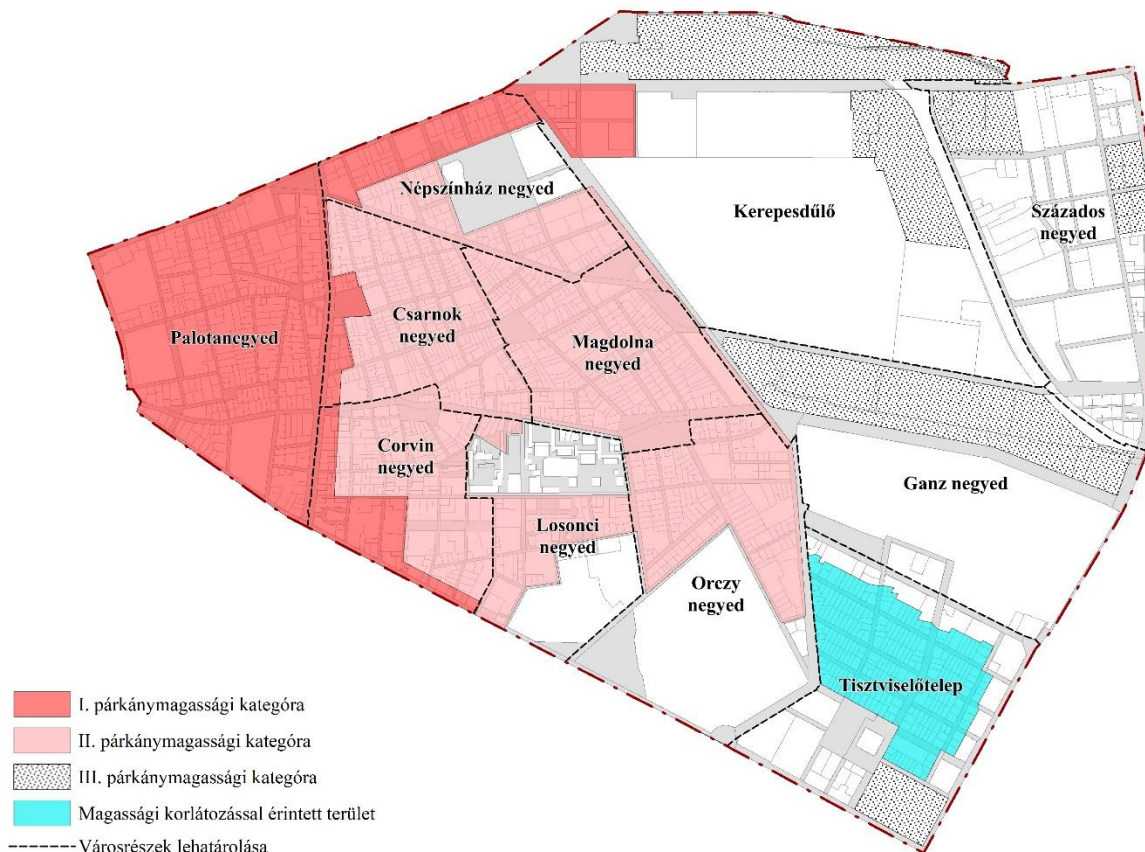 Népszínház negyed
Kerepesdűlő
Százados
negyed
Palotanegyed
Csarnok
negyed
Magdolna
negyed
Corvin
negyed
Ganz negyed
Losonci
negyed
Orczy
negyed
Tisztviselőtelep
I. párkánymagassági kategóra
II. párkánymagassági kategóra
III. párkánymagassági kategóra
Magassági korlátozással érintett terület
Városrészek lehatárolása